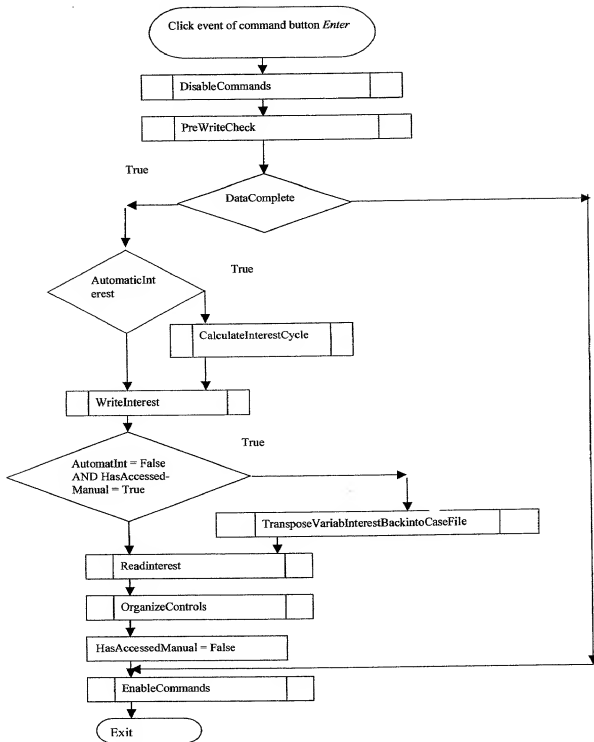 Click event of command button Enter
DisableCommands
PreWriteCheck
True
DataComplete
True
AutomaticInt
erest
CalculateInterestCycle
WriteInterest
True
AutomatInt = False
AND HasAccessed-
Manual = True
TransposeVariabInterestBackintoCaseFile
Readinterest
OrganizeControls
HasAccessedManual = False
EnableCommands
Exit